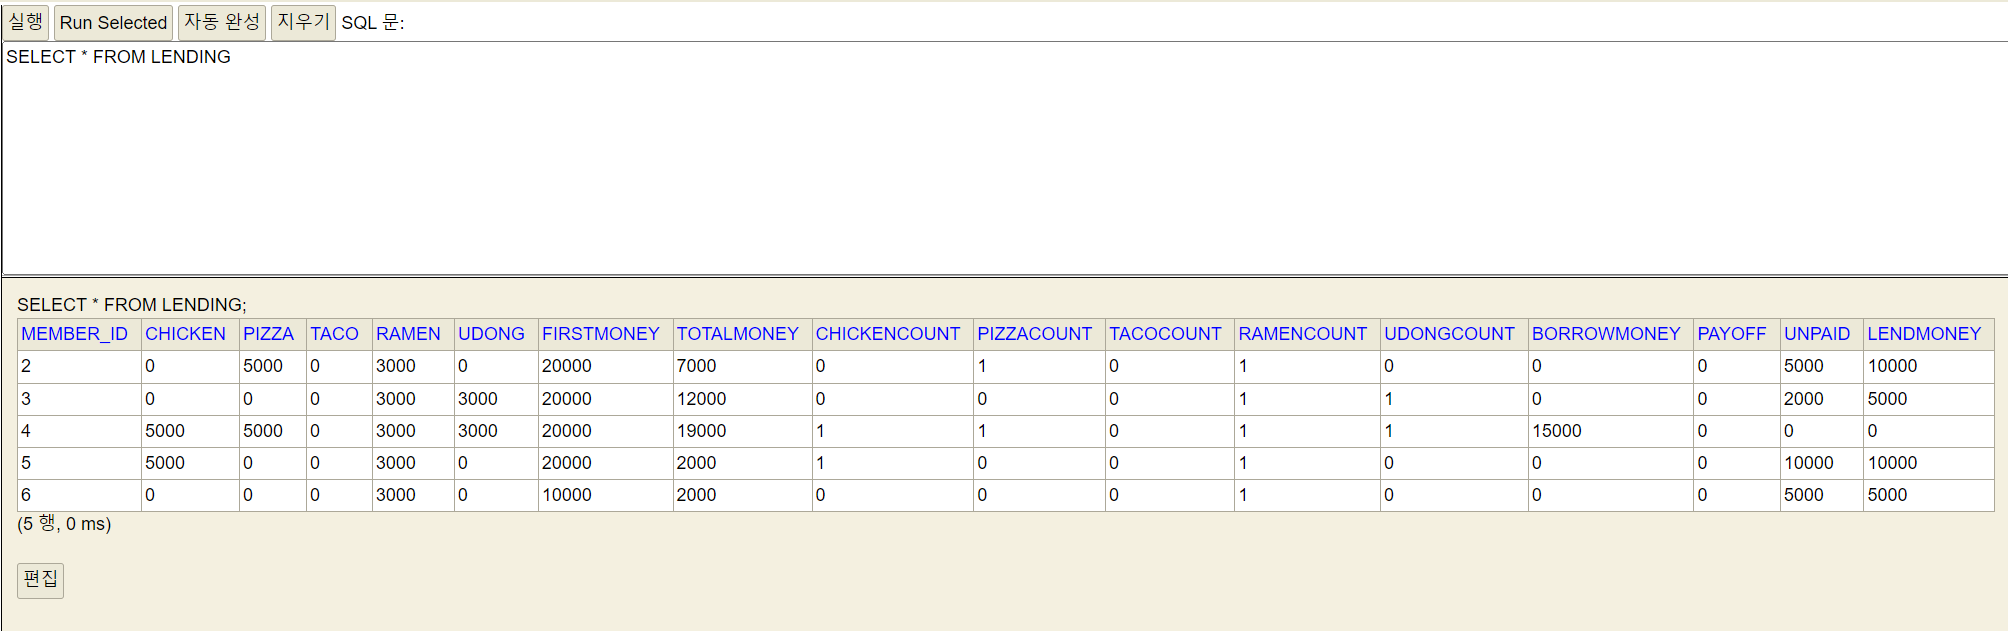 실행 Run Selected 자동 완성 지우기 SQL 문:
SELECT * FROM LENDING
SELECT * FROM LENDING;
MEMBER_ID CHICKEN PIZZA TACO RAMEN UDONG FIRSTMONEY TOTALMONEY CHICKENCOUNT PIZZACOUNT TACOCOUNT RAMENCOUNT UDONGCOUNT BORROWMONEY PAYOFF UNPAID LENDMONEY
2 0 5000 0 3000 0 20000 7000 0 1 0 1 0 0 0 5000 10000
3 0 0 0 3000 3000 20000 12000 0 0 0 1 1 0 0 2000 5000
4 5000 5000 0 3000 3000 20000 19000 1 1 0 1 1 15000 0 0 0
5 5000 0 0 3000 0 20000 2000 1 0 0 1 0 0 0 10000 10000
6 0 0 0 3000 0 10000 2000 0 0 0 1 0 0 0 5000 5000
(5 행, 0 ms)
편집